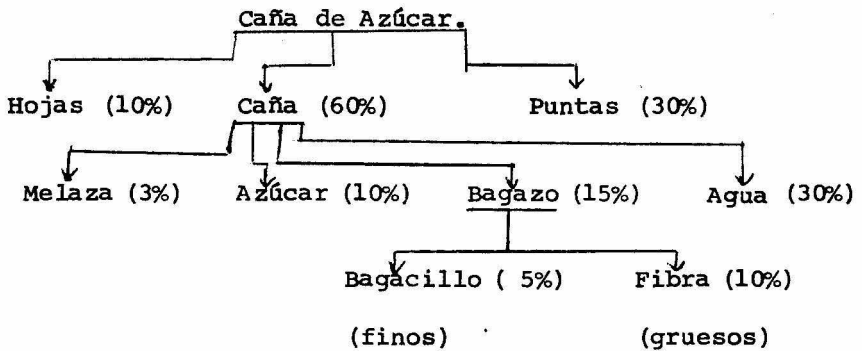 Caña de Azúcar.
Hojas (10%) Caña (60%) Puntas (30%)
Melaza (3%) Azúcar (10%) Bagazo (15%) Agua (30%)
Bagacillo ( 5%) Fibra (10%)
(finos) (gruesos)